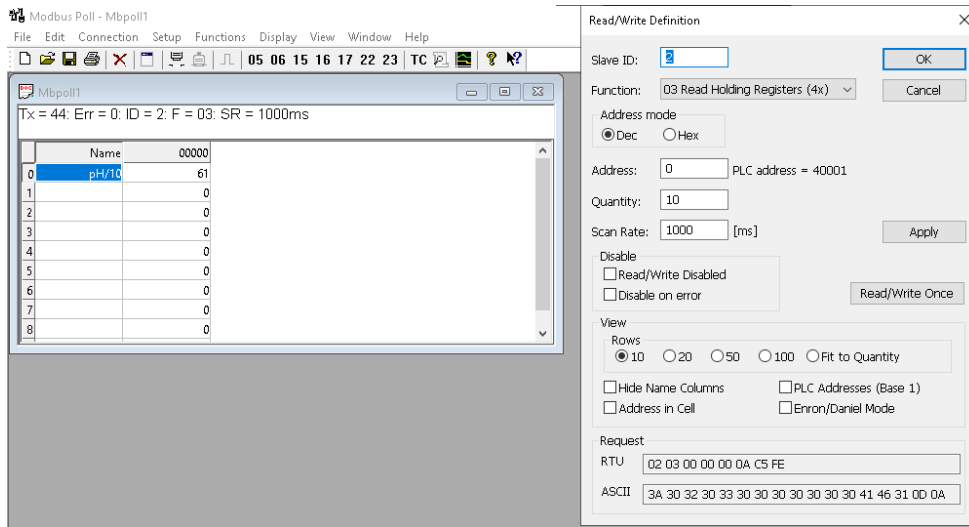 Modbus Poll - Mbpoll1
File Edit Connection Setup Functions Display View Window Help
05 06 15 16 17 22 23 TC
Mbpoll1
Tx = 44: Err = 0: ID = 2: F = 03: SR = 1000ms
Name 00000
0 pH/10 61
1 0
2 0
3 0
4 0
5 0
6 0
7 0
8 0
Read/Write Definition
Slave ID: 2 OK
Function: 03 Read Holding Registers (4x) Cancel
Address mode
Dec Hex
Address: 0 PLC address = 40001
Quantity: 10
Scan Rate: 1000 [ms] Apply
Disable
Read/Write Disabled
Disable on error
Read/Write Once
View
Rows
10 20 50 100 Fit to Quantity
Hide Name Columns PLC Addresses (Base 1)
Address in Cell Enron/Daniel Mode
Request
RTU 02 03 00 00 00 0A C5 FE
ASCII 3A 30 32 30 33 30 30 30 30 30 30 30 41 46 31 0D 0A